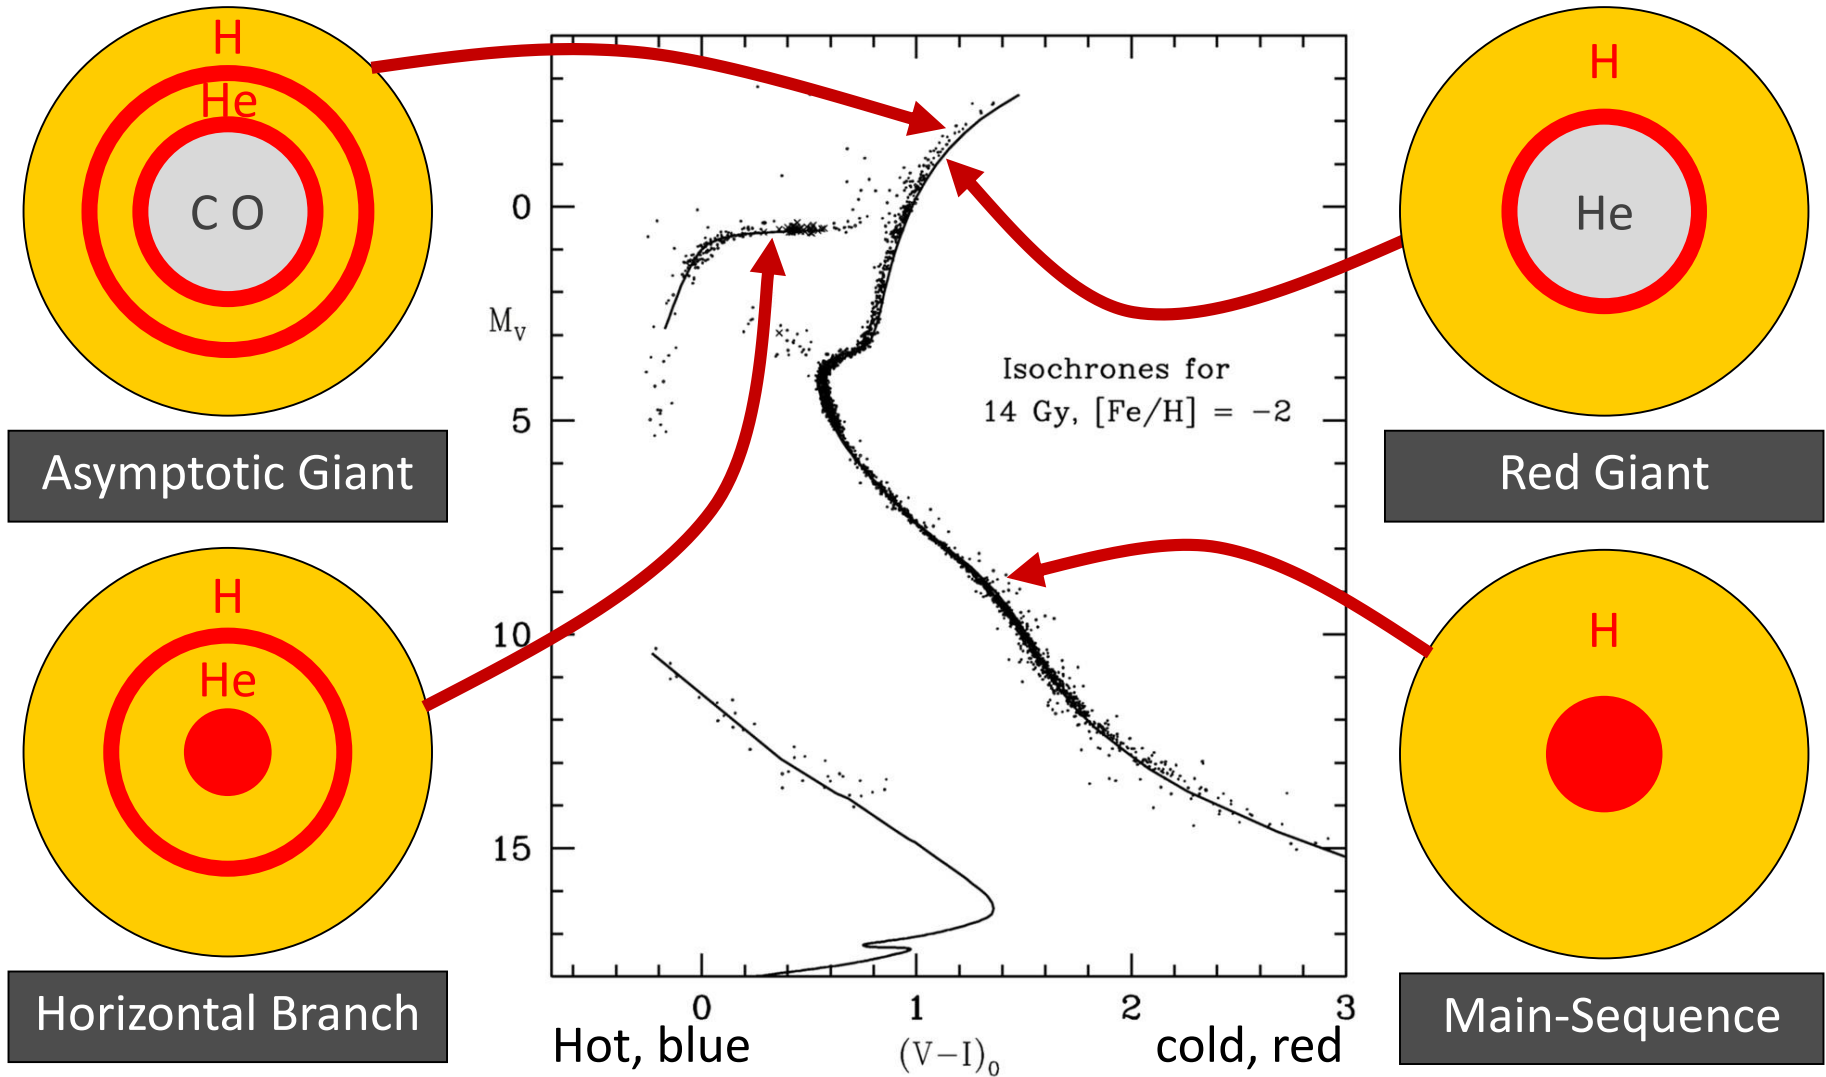 H
He
C O
Asymptotic Giant
H
He
Horizontal Branch
0
5
10
15
M_V
Isochrones for
14 Gy, [Fe/H] = −2
0 1 2 3
Hot, blue
(V−I)₀
cold, red
H
He
Red Giant
H
Main-Sequence